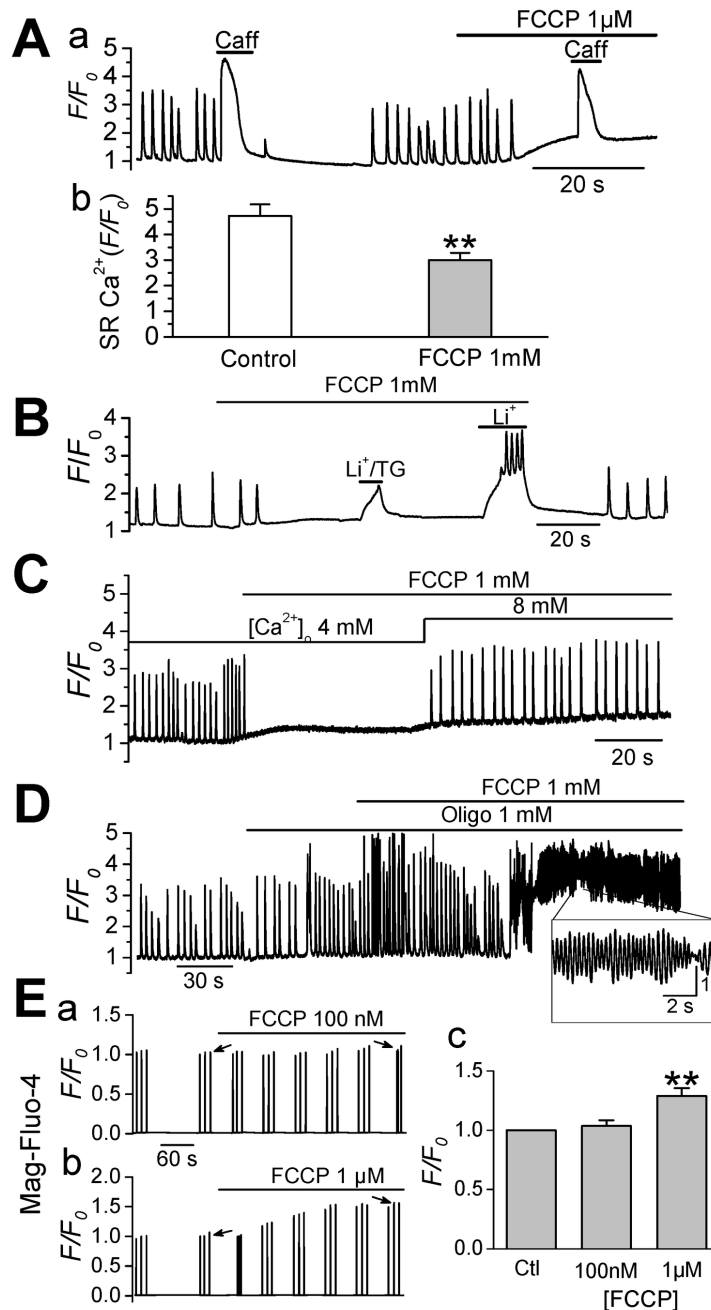 A
a
FCCP 1µM
Caff
Caff
F/F0
5
4
3
2
1
20 s
b
SR Ca2+(F/F0)
5
4
3
2
1
0
**
Control
FCCP 1mM
B
FCCP 1mM
Li+
Li+/TG
F/F0
4
3
2
1
20 s
C
FCCP 1 mM
[Ca2+]o 4 mM
8 mM
F/F0
5
4
3
2
1
20 s
D
FCCP 1 mM
Oligo 1 mM
F/F0
5
4
3
2
1
30 s
2 s
1
E
Mag-Fluo-4
a
FCCP 100 nM
F/F0
1.5
1.0
0.5
0.0
60 s
b
FCCP 1 µM
F/F0
2.0
1.5
1.0
0.5
0.0
c
F/F0
1.5
1.0
0.5
0.0
**
Ctl
100nM
1µM
[FCCP]